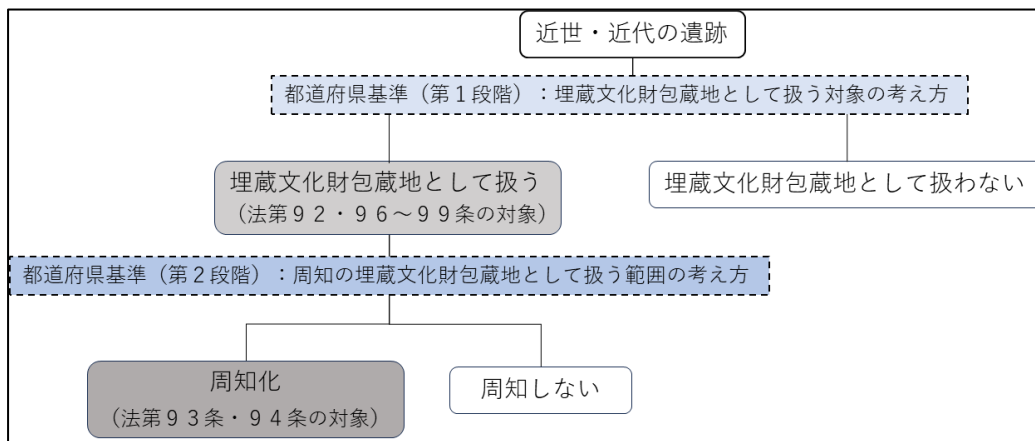 近世・近代の遺跡
都道府県基準（第１段階）：埋蔵文化財包蔵地として扱う対象の考え方
埋蔵文化財包蔵地として扱う
（法第９２・９６～９９条の対象）
埋蔵文化財包蔵地として扱わない
都道府県基準（第２段階）：周知の埋蔵文化財包蔵地として扱う範囲の考え方
周知化
（法第９３条・９４条の対象）
周知しない